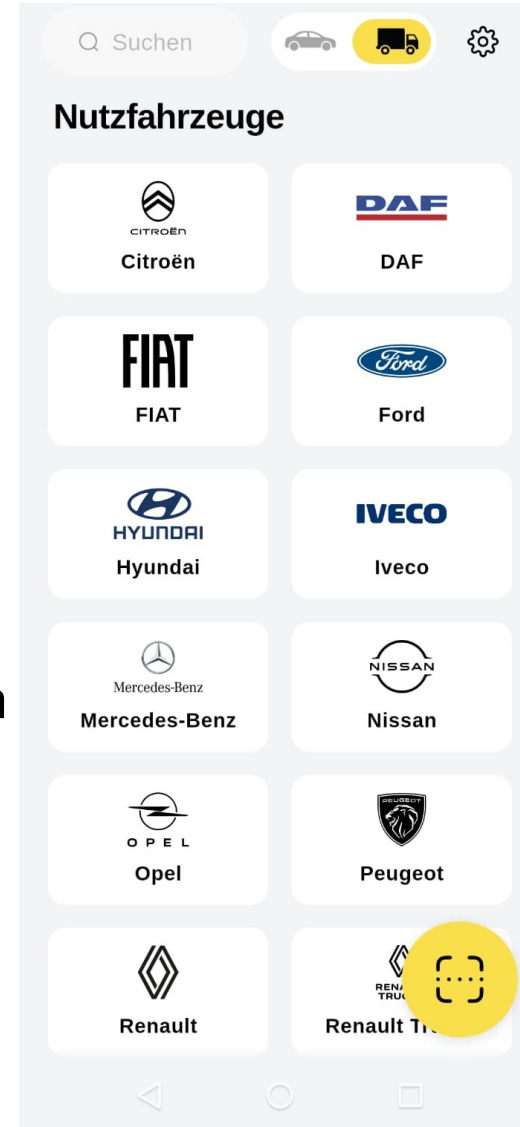 Suchen
Nutzfahrzeuge
CITROËN
Citroën
DAF
DAF
FIAT
FIAT
Ford
Ford
HYUNDAI
Hyundai
IVECO
Iveco
Mercedes-Benz
Mercedes-Benz
NISSAN
Nissan
OPEL
Opel
PEUGEOT
Peugeot
Renault
Renault